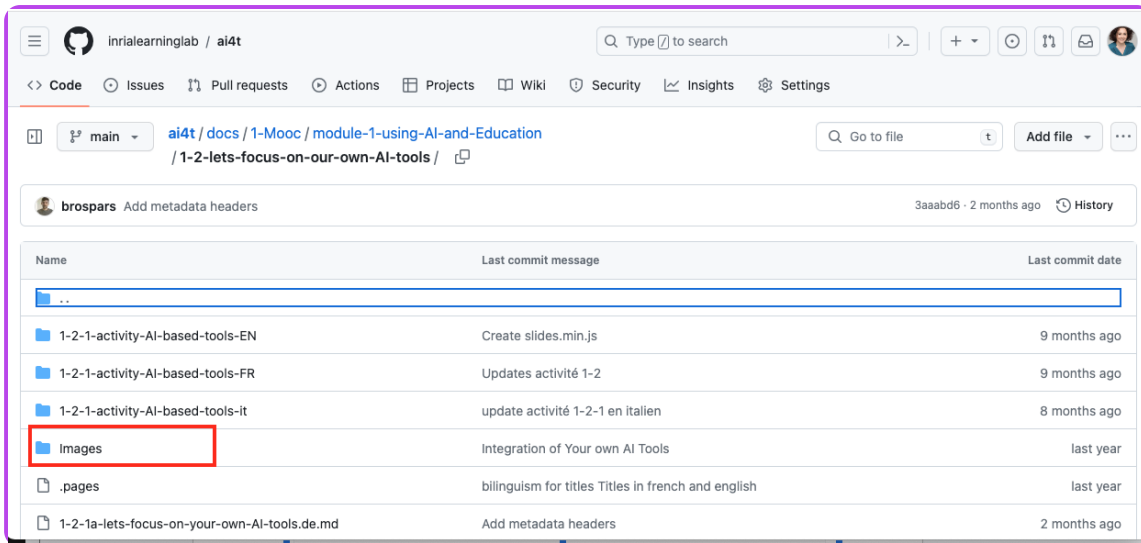 inrialearninglab / ai4t
Type / to search
Code Issues Pull requests Actions Projects Wiki Security Insights Settings
main ai4t / docs / 1-Mooc / module-1-using-AI-and-Education
/ 1-2-lets-focus-on-our-own-AI-tools /
Go to file t Add file
brospars Add metadata headers 3aaabd6 · 2 months ago History
Name Last commit message Last commit date
..
1-2-1-activity-AI-based-tools-EN Create slides.min.js 9 months ago
1-2-1-activity-AI-based-tools-FR Updates activité 1-2 9 months ago
1-2-1-activity-AI-based-tools-it update activité 1-2-1 en italien 8 months ago
Images Integration of Your own AI Tools last year
.pages bilinguism for titles Titles in french and english last year
1-2-1a-lets-focus-on-your-own-AI-tools.de.md Add metadata headers 2 months ago